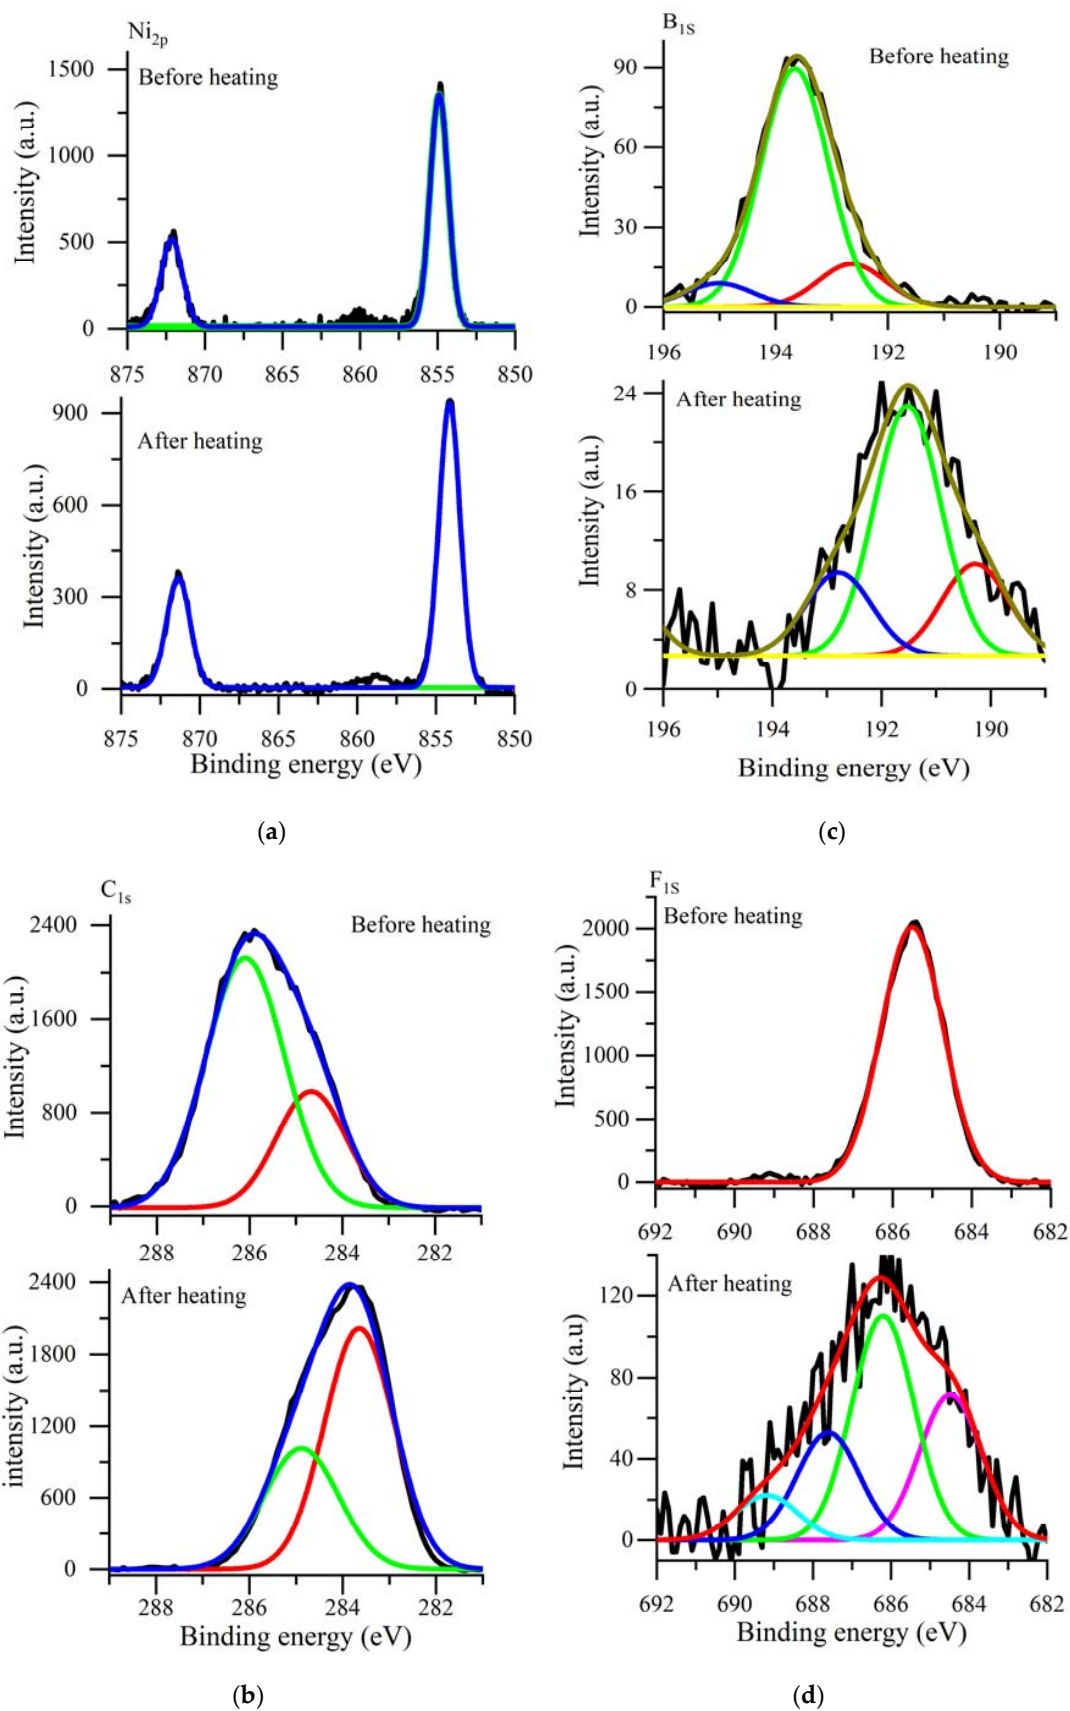 Ni2p
Before heating
Intensity (a.u.)
1500
1000
500
0
875 870 865 860 855 850
After heating
Intensity (a.u.)
900
600
300
0
875 870 865 860 855 850
Binding energy (eV)
(a)
B1S
Before heating
Intensity (a.u.)
90
60
30
0
196 194 192 190
After heating
Intensity (a.u.)
24
16
8
0
196 194 192 190
Binding energy (eV)
(c)
C1s
Before heating
Intensity (a.u.)
2400
1600
800
0
288 286 284 282
After heating
intensity (a.u.)
2400
1800
1200
600
0
288 286 284 282
Binding energy (eV)
(b)
F1S
Before heating
Intensity (a.u.)
2000
1500
1000
500
0
692 690 688 686 684 682
After heating
Intensity (a.u)
120
80
40
0
692 690 688 686 684 682
Binding energy (eV)
(d)